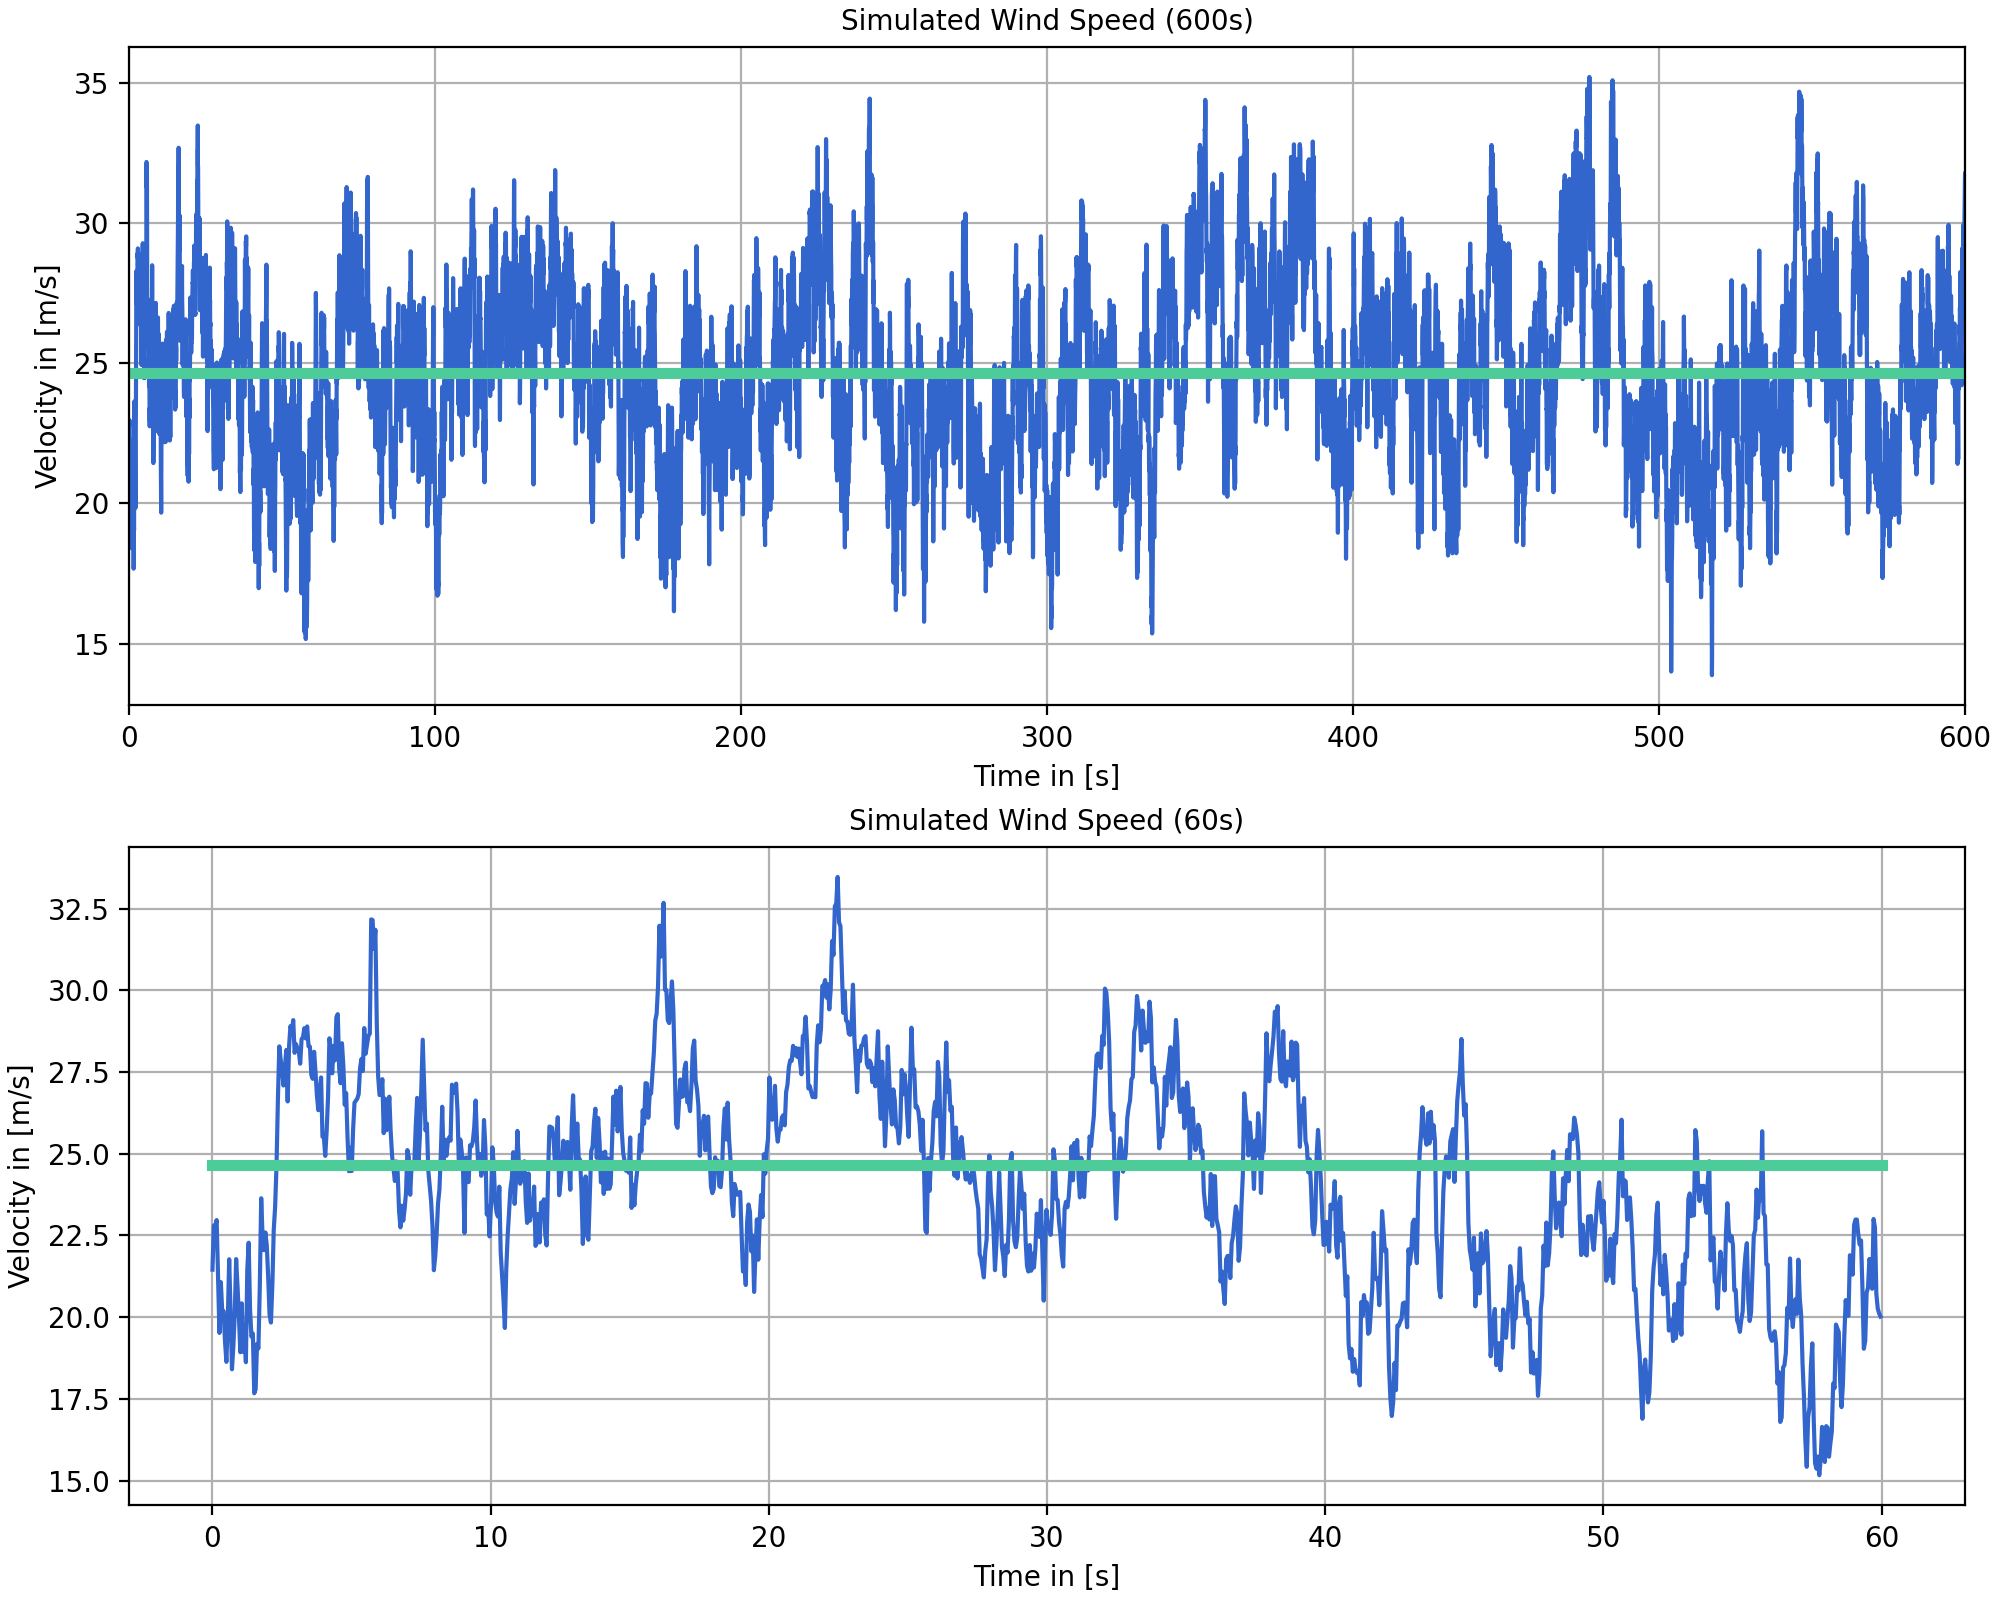 Simulated Wind Speed (600s)
Velocity in [m/s]
35
30
25
20
15
0 100 200 300 400 500 600
Time in [s]
Simulated Wind Speed (60s)
Velocity in [m/s]
32.5
30.0
27.5
25.0
22.5
20.0
17.5
15.0
0 10 20 30 40 50 60
Time in [s]